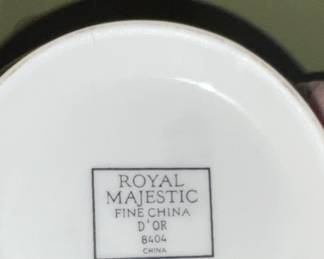 ROYAL
MAJESTIC
FINE CHINA
D'OR
8404
CHINA